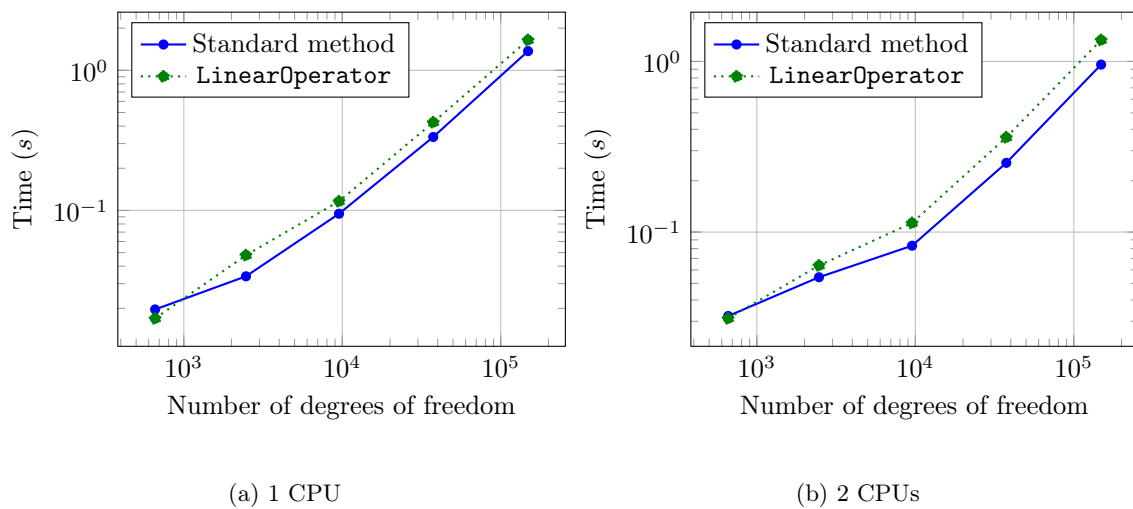 Standard method
LinearOperator
10^0
10^{-1}
Time (s)
10^3
10^4
10^5
Number of degrees of freedom
(a) 1 CPU
Standard method
LinearOperator
10^0
10^{-1}
Time (s)
10^3
10^4
10^5
Number of degrees of freedom
(b) 2 CPUs